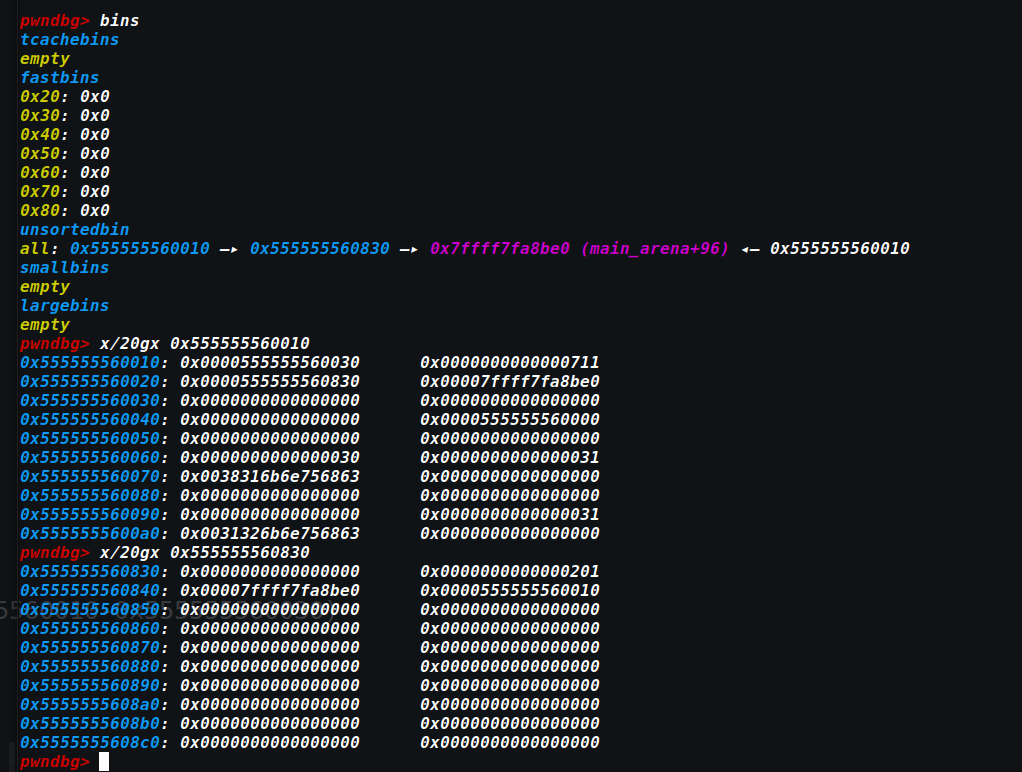 pwndbg> bins
tcachebins
empty
fastbins
0x20: 0x0
0x30: 0x0
0x40: 0x0
0x50: 0x0
0x60: 0x0
0x70: 0x0
0x80: 0x0
unsortedbin
all: 0x555555560010 —▸ 0x555555560830 —▸ 0x7ffff7fa8be0 (main_arena+96) ◂— 0x555555560010
smallbins
empty
largebins
empty
pwndbg> x/20gx 0x555555560010
0x555555560010: 0x0000555555560030 0x0000000000000711
0x555555560020: 0x0000555555560830 0x00007ffff7fa8be0
0x555555560030: 0x0000000000000000 0x0000000000000000
0x555555560040: 0x0000000000000000 0x0000555555560000
0x555555560050: 0x0000000000000000 0x0000000000000000
0x555555560060: 0x0000000000000030 0x0000000000000031
0x555555560070: 0x0038316b6e756863 0x0000000000000000
0x555555560080: 0x0000000000000000 0x0000000000000000
0x555555560090: 0x0000000000000000 0x0000000000000031
0x5555555600a0: 0x0031326b6e756863 0x0000000000000000
pwndbg> x/20gx 0x555555560830
0x555555560830: 0x0000000000000000 0x0000000000000201
0x555555560840: 0x00007ffff7fa8be0 0x0000555555560010
0x555555560850: 0x0000000000000000 0x0000000000000000
0x555555560860: 0x0000000000000000 0x0000000000000000
0x555555560870: 0x0000000000000000 0x0000000000000000
0x555555560880: 0x0000000000000000 0x0000000000000000
0x555555560890: 0x0000000000000000 0x0000000000000000
0x5555555608a0: 0x0000000000000000 0x0000000000000000
0x5555555608b0: 0x0000000000000000 0x0000000000000000
0x5555555608c0: 0x0000000000000000 0x0000000000000000
pwndbg>